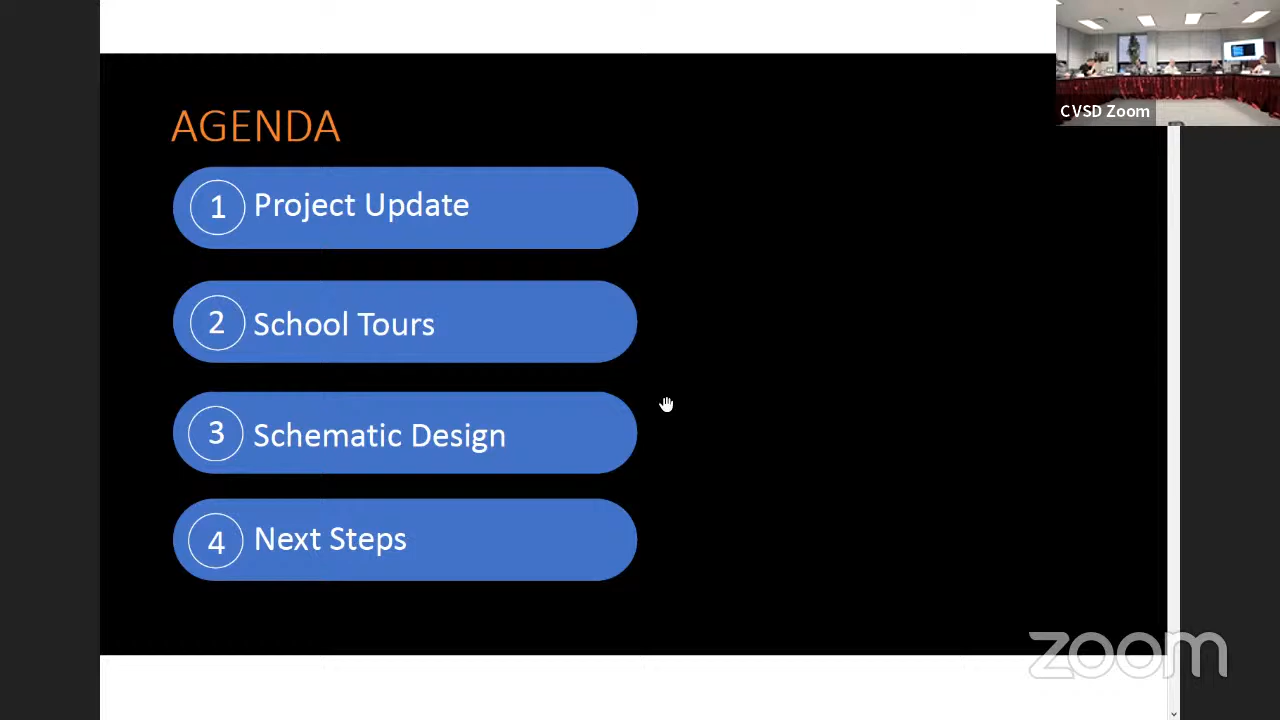 CVSD Zoom
AGENDA
1 Project Update
2 School Tours
3 Schematic Design
4 Next Steps
zoom